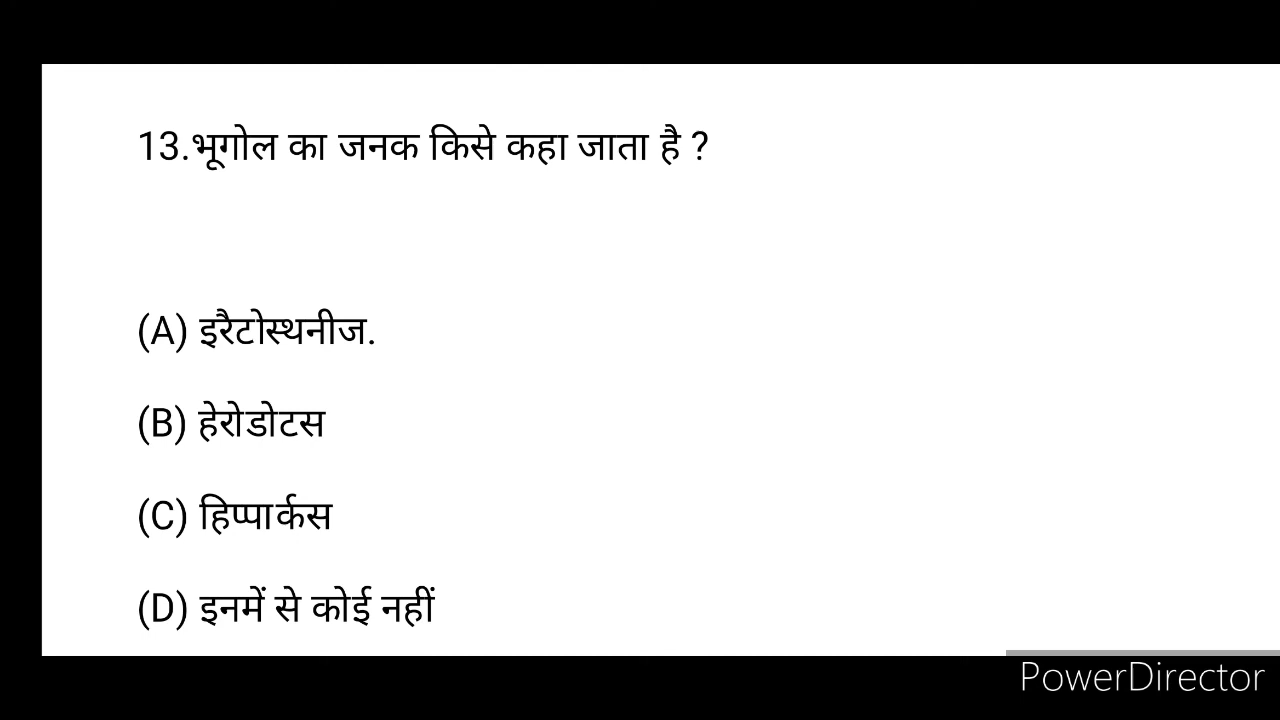 13.भूगोल का जनक किसे कहा जाता है ?
(A) इरैटोस्थनीज.
(B) हेरोडोटस
(C) हिप्पार्कस
(D) इनमें से कोई नहीं
PowerDirector